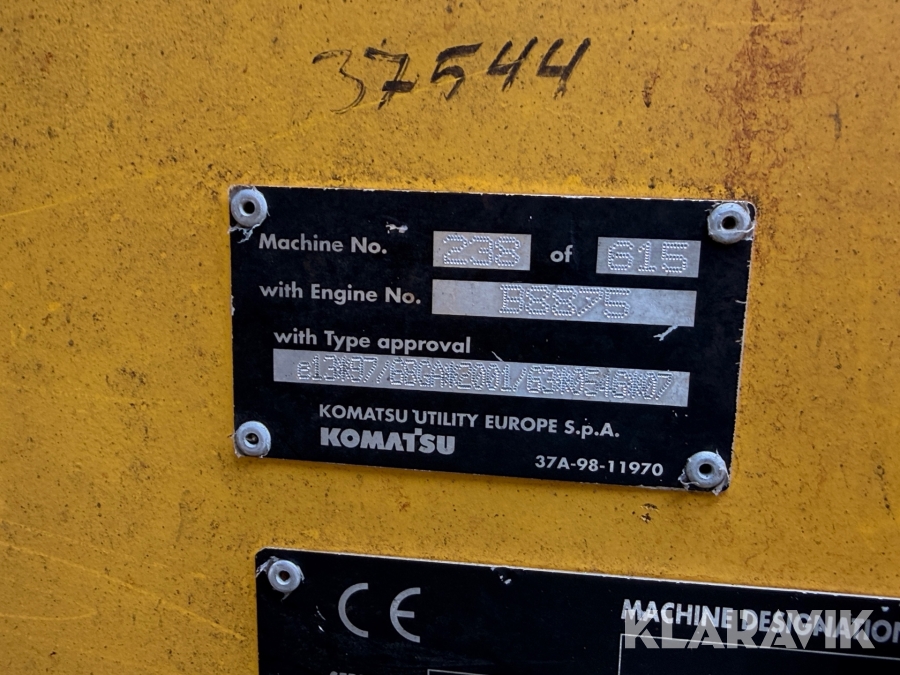 37544
Machine No. 238 of 615
with Engine No. B8875
with Type approval
KOMATSU UTILITY EUROPE S.p.A.
KOMATSU
37A-98-11970
CE
MACHINE DESIGNATION
KLARAVIK